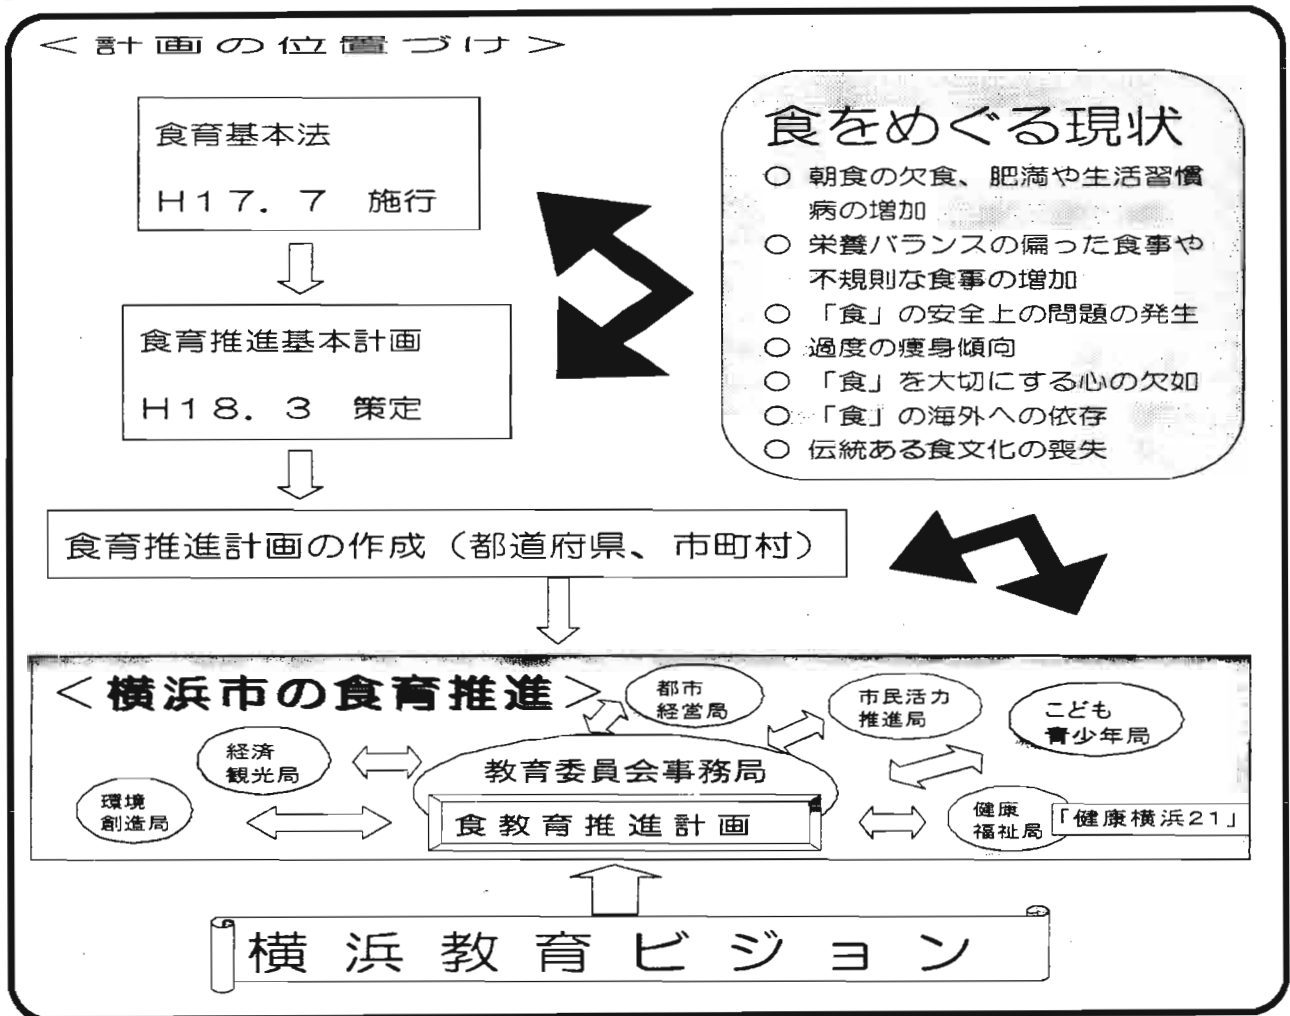 ＜計画の位置づけ＞
食育基本法
Ｈ１７．７　施行
食育推進基本計画
Ｈ１８．３　策定
食育推進計画の作成（都道府県、市町村）
食をめぐる現状
○ 朝食の欠食、肥満や生活習慣
病の増加
○ 栄養バランスの偏った食事や
不規則な食事の増加
○ 「食」の安全上の問題の発生
○ 過度の痩身傾向
○ 「食」を大切にする心の欠如
○ 「食」の海外への依存
○ 伝統ある食文化の喪失
＜横浜市の食育推進＞
都市
経営局
市民活力
推進局
こども
青少年局
経済
観光局
環境
創造局
教育委員会事務局
食教育推進計画
健康
福祉局
「健康横浜21」
横浜教育ビジョン